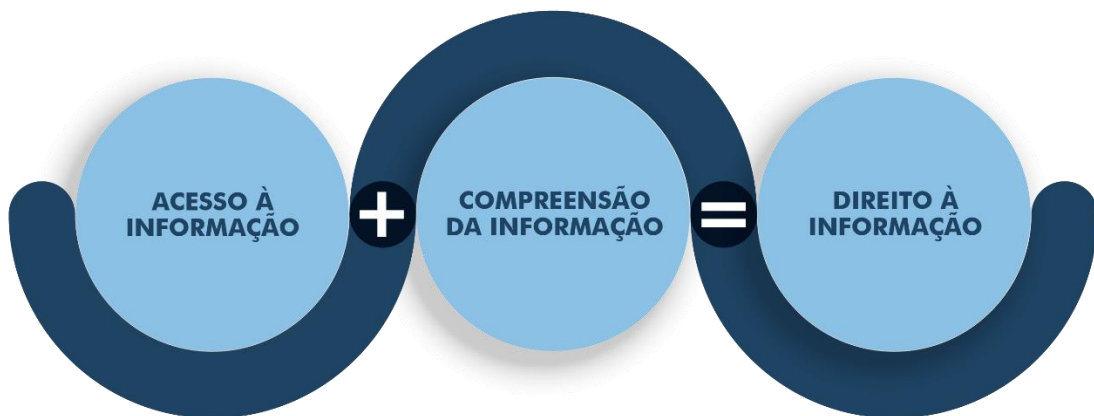 ACESSO À
INFORMAÇÃO
+
COMPREENSÃO
DA INFORMAÇÃO
=
DIREITO À
INFORMAÇÃO